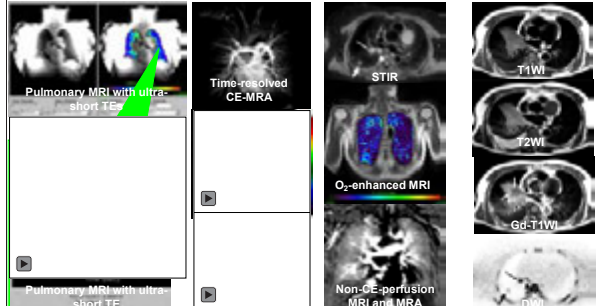 Pulmonary MRI with ultra-
short TEs
Time-resolved
CE-MRA
STIR
O₂-enhanced MRI
Non-CE-perfusion
MRI and MRA
T1WI
T2WI
Gd-T1WI
DWI
Pulmonary MRI with ultra-
short TE